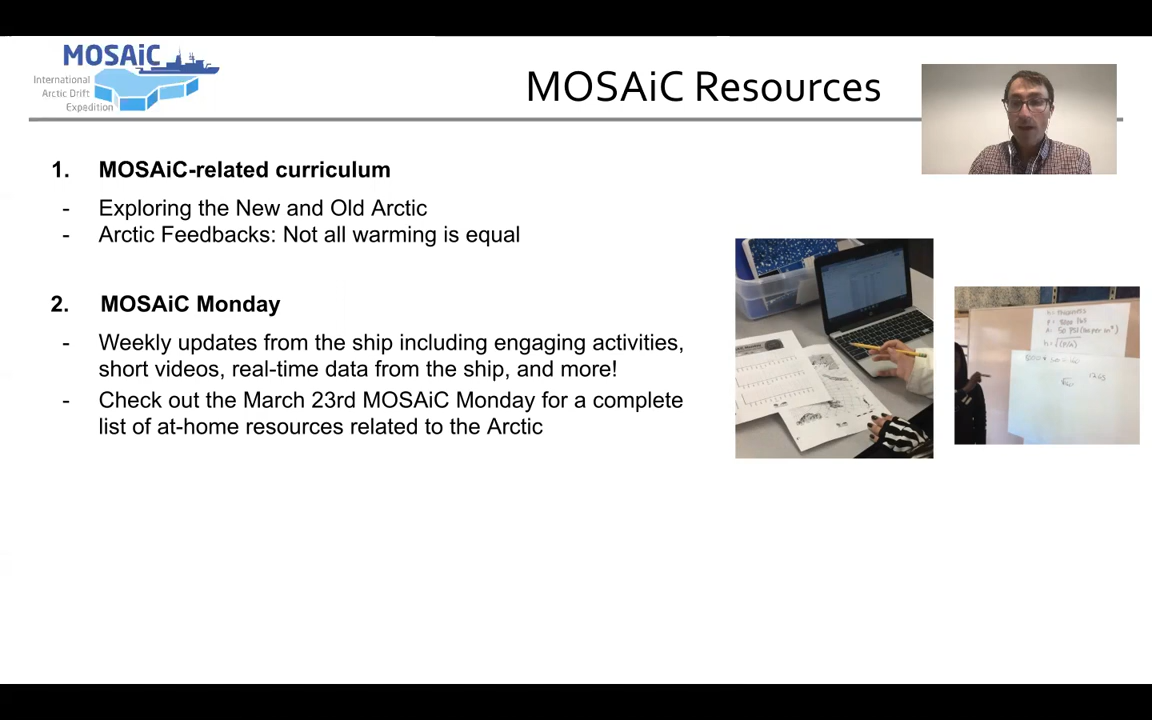 MOSAiC
International
Arctic Drift
Expedition
MOSAiC Resources
1. MOSAiC-related curriculum
- Exploring the New and Old Arctic
- Arctic Feedbacks: Not all warming is equal
2. MOSAiC Monday
- Weekly updates from the ship including engaging activities,
short videos, real-time data from the ship, and more!
- Check out the March 23rd MOSAiC Monday for a complete
list of at-home resources related to the Arctic
h = thickness